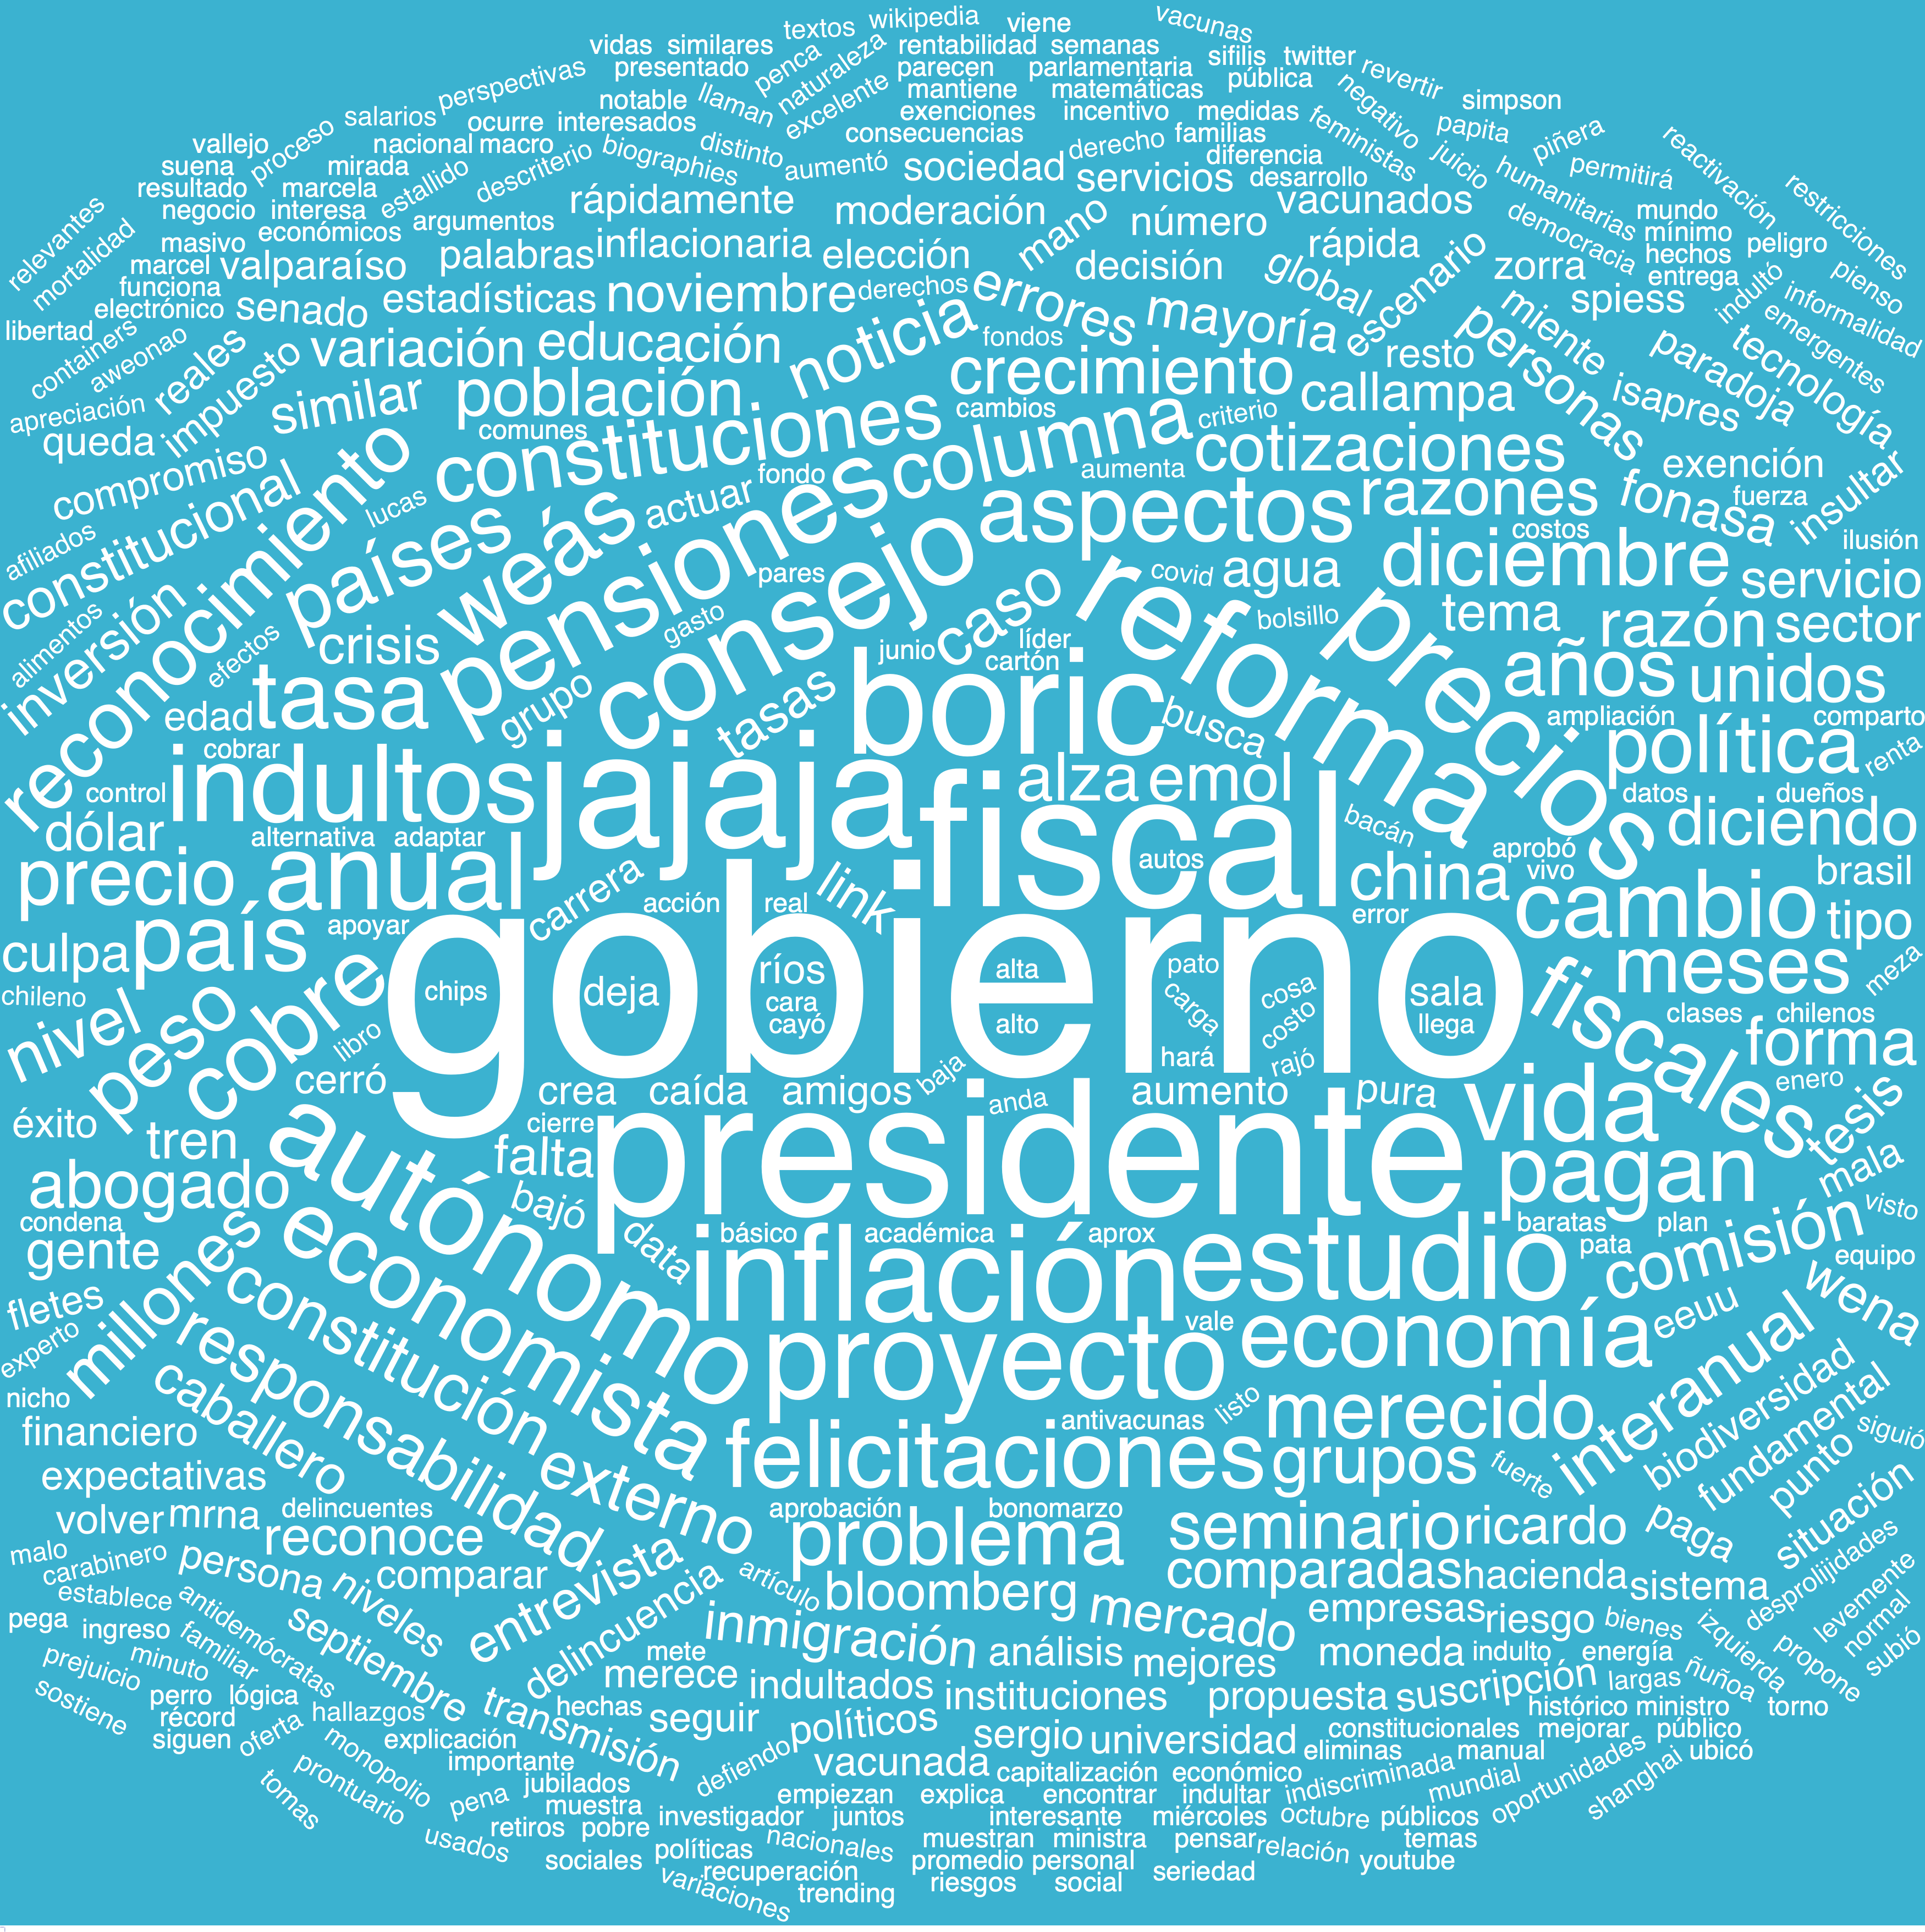 textos wikipedia viene vacunas
vidas similares penca naturaleza rentabilidad semanas sifilis twitter revertir
perspectivas presentado llaman excelente parecen parlamentaria pública negativo simpson
salarios notable mantiene matemáticas
ocurre interesados exenciones incentivo medidas feministas papita piñera
vallejo proceso nacional macro biographies distinto consecuencias derecho familias juicio permitirá reactivación
suena mirada estallido descriterio aumentó sociedad servicios diferencia desarrollo humanitarias restricciones
resultado marcela rápidamente moderación mano número vacunados democracia mundo
relevantes negocio interesa argumentos mínimo
mortalidad masivo económicos palabras inflacionaria elección decisión global rápida escenario zorra hechos peligro pienso
marcel valparaíso entrega
funciona senado estadísticas noviembre derechos errores mayoría personas miente spiess indultó informalidad
electrónico
libertad containers aweonao reales variación educación noticia fondos resto paradoja tecnología emergentes
apreciación impuesto similar población crecimiento cambios criterio callampa isapres
queda compromiso reconocimiento comunes constituciones columna aumenta cotizaciones exención
constitucional lucas weás actuar fondo pensiones aspectos razones fonasa fuerza insultar
afiliados países consejo reforma costos diciembre ilusión
inversión crisis pares caso covid agua precios servicio
alimentos efectos gasto junio líder bolsillo tema razón sector
edad tasa grupo tasas boric cartón busca años unidos
cobrar ampliación comparto
control indultos jajaja alza emol política renta
dólar alternativa adaptar fiscal bacán datos dueños diciendo
precio anual carrera link autos china aprobó vivo brasil
culpa país apoyar acción real error cambio tipo
chileno cobre gobierno chips deja ríos alta pato cosa sala fiscales meses meza
nivel peso libro cara cayó alto carga costo llega clases chilenos forma
cerró crea caída amigos baja hará rajó aumento pura enero
éxito tren autónomo cierre presidente anda vida tesis
abogado falta bajó pagan mala
condena gente millones economista data básico académica aprox estudio baratas plan visto
fletes constitución inflación pata comisión equipo
experto responsabilidad proyecto vale economía eeuu interanual wena
nicho caballero externo antivacunas listo merecido biodiversidad
financiero felicitaciones grupos fuerte fundamental siguió
expectativas delincuentes aprobación bonomarzo punto
volver mrna reconoce problema seminario ricardo paga situación
malo carabinero persona niveles comparar entrevista artículo comparadas hacienda sistema desprolijidades
establece antidemócratas septiembre delincuencia bloomberg mercado empresas riesgo bienes levemente
pega ingreso familiar inmigración análisis moneda indulto energía izquierda normal
prejuicio minuto mete merece indultados mejores suscripción largas ñuñoa propone subió
sostiene perro lógica transmisión instituciones propuesta histórico ministro torno
récord hallazgos hechas seguir políticos sergio universidad constitucionales mejorar público
siguen oferta explicación defiendo vacunada eliminas manual ubicó
tomas prontuario monopolio importante capitalización económico indiscriminada mundial oportunidades shanghai
pena jubilados empiezan explica encontrar indultar
muestra investigador juntos interesante miércoles octubre públicos
usados retiros pobre políticas nacionales muestran ministra pensar relación temas
sociales recuperación promedio personal seriedad youtube
variaciones trending riesgos social